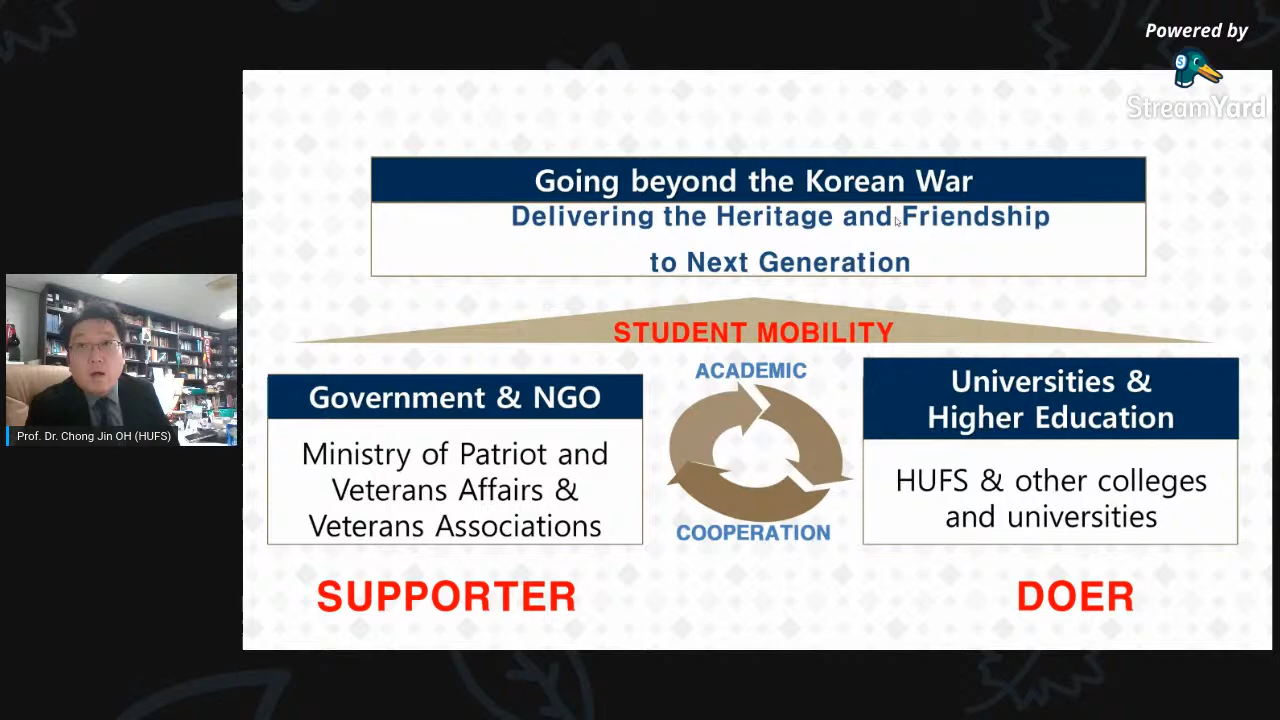 Powered by
StreamYard
Going beyond the Korean War
Delivering the Heritage and Friendship
to Next Generation
STUDENT MOBILITY
ACADEMIC
COOPERATION
Government & NGO
Ministry of Patriot and
Veterans Affairs &
Veterans Associations
SUPPORTER
Universities &
Higher Education
HUFS & other colleges
and universities
DOER
Prof. Dr. Chong Jin OH (HUFS)